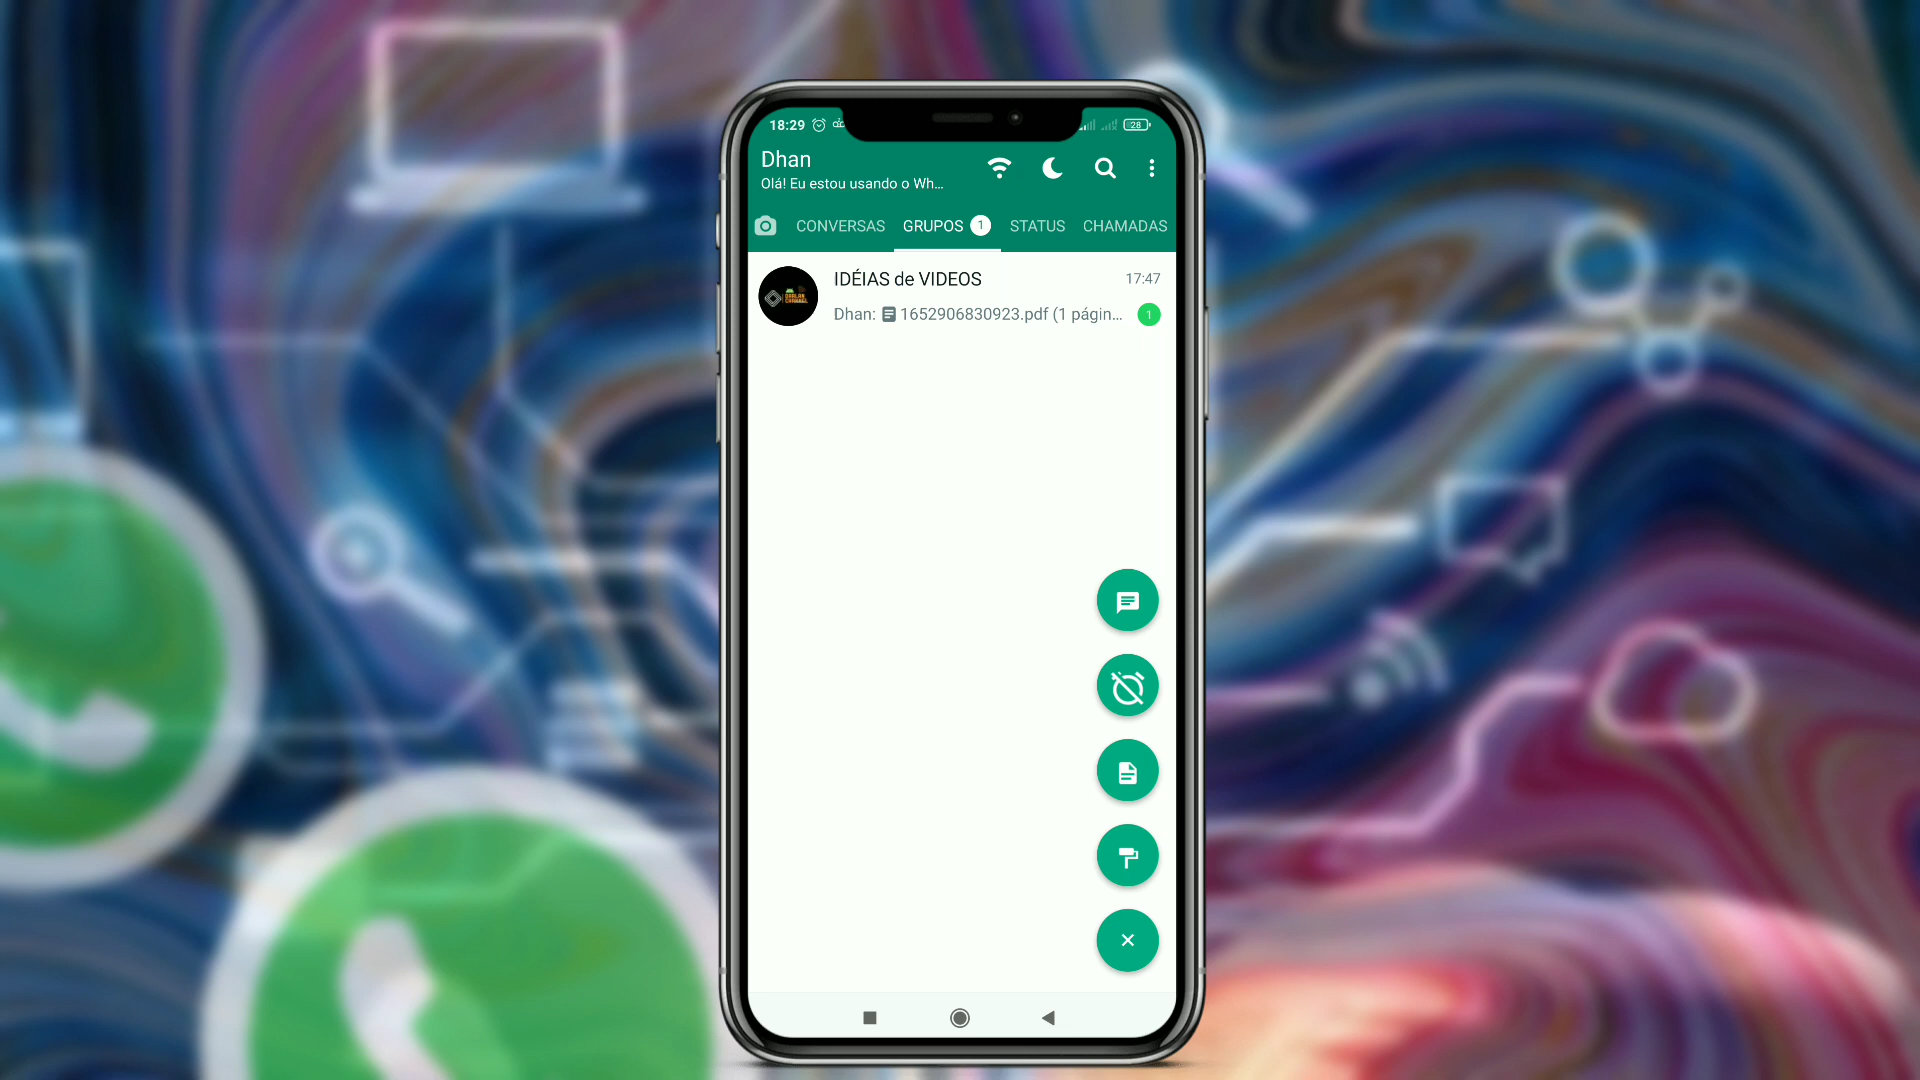 18:29
28
Dhan
Olá! Eu estou usando o Wh...
CONVERSAS
GRUPOS 1
STATUS
CHAMADAS
IDÉIAS de VIDEOS
17:47
Dhan: 1652906830923.pdf (1 págin...
1